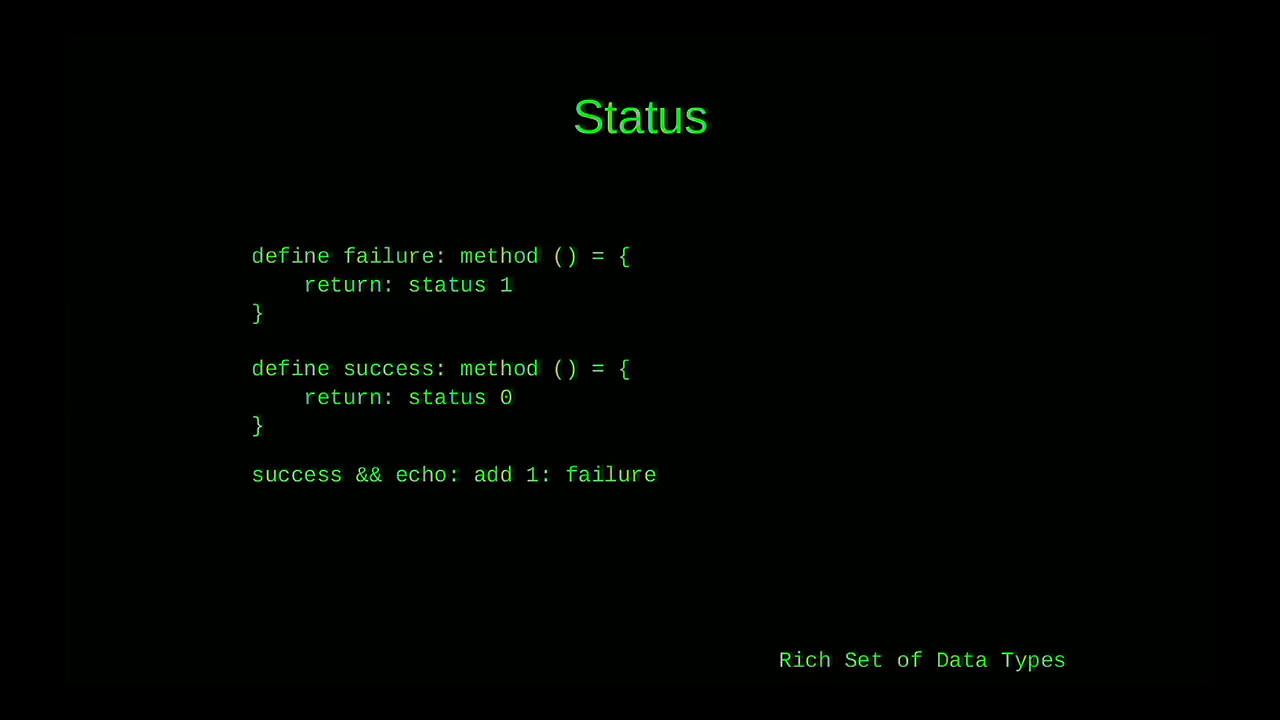 Status
define failure: method () = {
    return: status 1
}
define success: method () = {
    return: status 0
}
success && echo: add 1: failure
Rich Set of Data Types